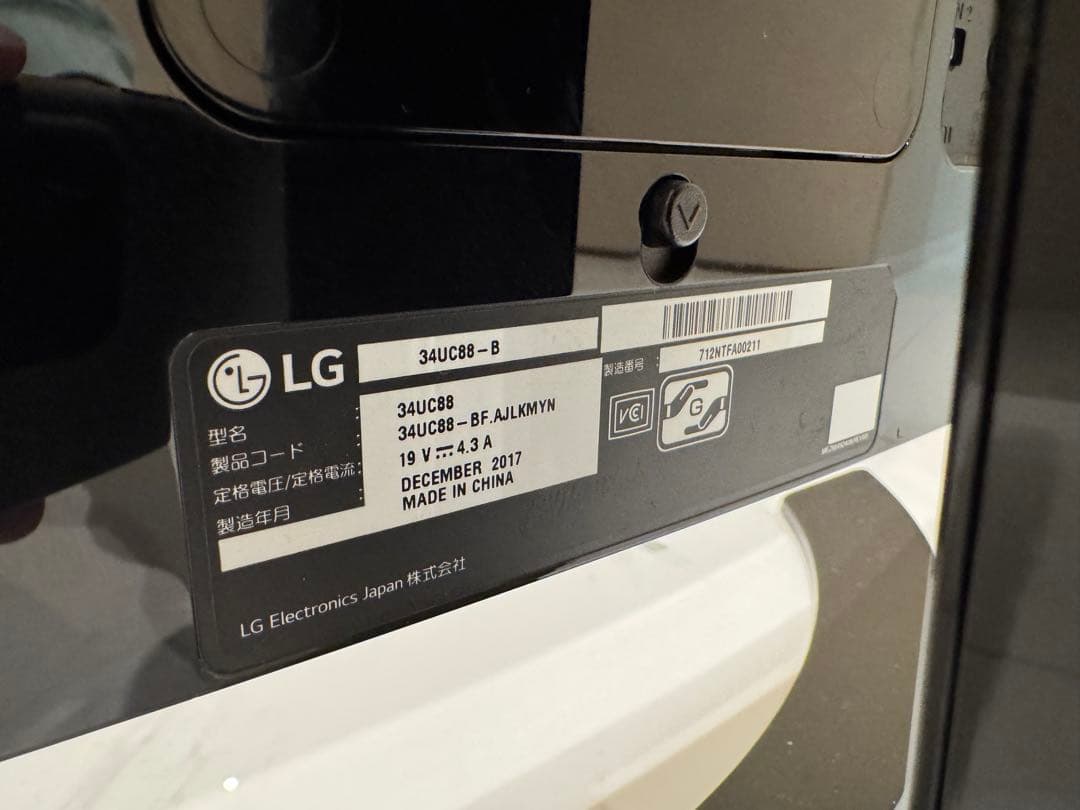 LG
34UC88-B
型名 :
34UC88
製品コード :
34UC88-BF.AJLKMYN
定格電圧/定格電流:
19 V ⎓ 4.3 A
製造年月 :
DECEMBER 2017
MADE IN CHINA
製造番号 :
712NTFA00211
VCI
G
LG Electronics Japan 株式会社